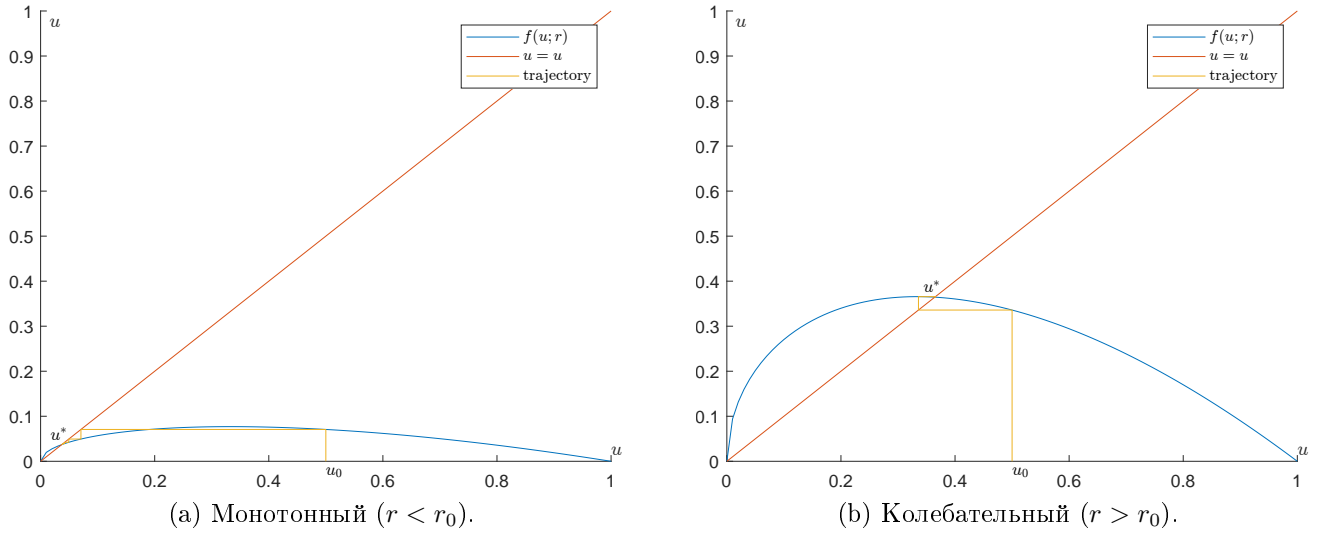 1
0.9
0.8
0.7
0.6
0.5
0.4
0.3
0.2
0.1
0
u
f(u; r)
u = u
trajectory
u*
u₀
u
0 0.2 0.4 0.6 0.8 1
(a) Монотонный (r < r₀).
1
0.9
0.8
0.7
0.6
0.5
0.4
0.3
0.2
0.1
0
u
f(u; r)
u = u
trajectory
u*
u₀
u
0 0.2 0.4 0.6 0.8 1
(b) Колебательный (r > r₀).